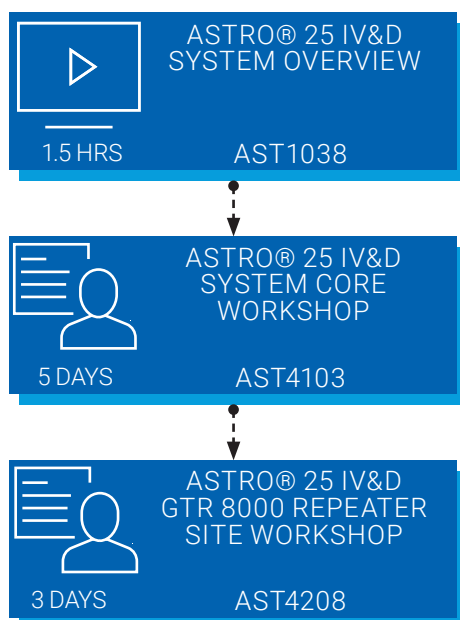 ASTRO® 25 IV&D
SYSTEM OVERVIEW
1.5 HRS
AST1038
ASTRO® 25 IV&D
SYSTEM CORE
WORKSHOP
5 DAYS
AST4103
ASTRO® 25 IV&D
GTR 8000 REPEATER
SITE WORKSHOP
3 DAYS
AST4208